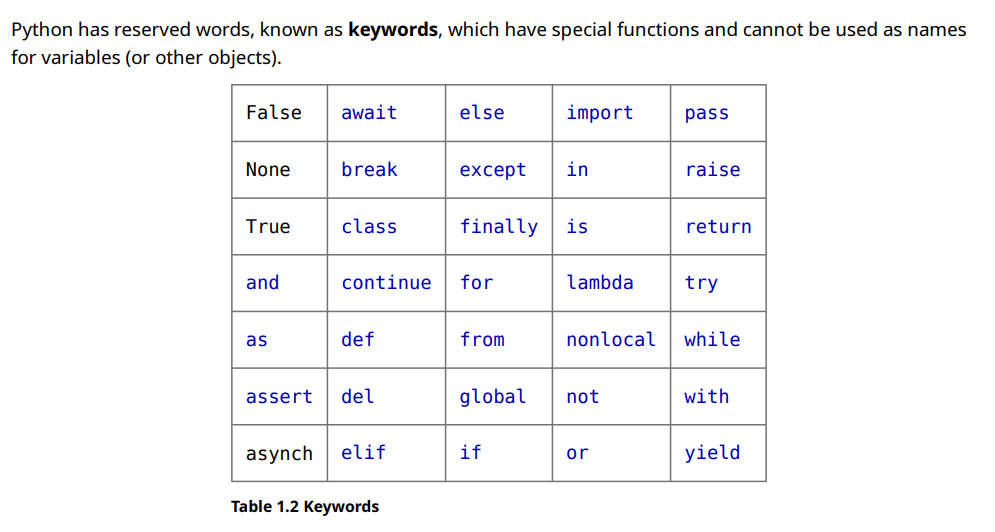 Python has reserved words, known as keywords, which have special functions and cannot be used as names
for variables (or other objects).
False await else import pass
None break except in raise
True class finally is return
and continue for lambda try
as def from nonlocal while
assert del global not with
asynch elif if or yield
Table 1.2 Keywords